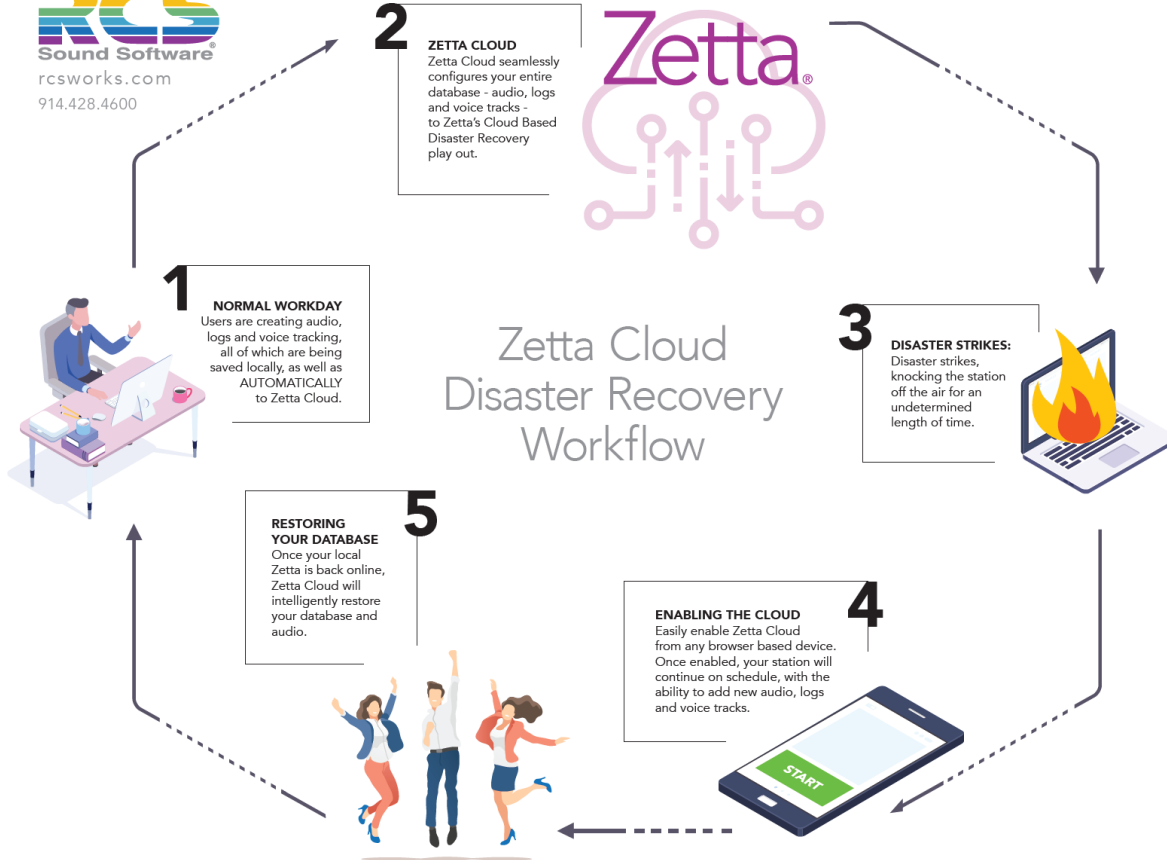 RCS
Sound Software®
rcsworks.com
914.428.4600
2
ZETTA CLOUD
Zetta Cloud seamlessly
configures your entire
database - audio, logs
and voice tracks -
to Zetta’s Cloud Based
Disaster Recovery
play out.
Zetta®
1
NORMAL WORKDAY
Users are creating audio,
logs and voice tracking,
all of which are being
saved locally, as well as
AUTOMATICALLY
to Zetta Cloud.
Zetta Cloud
Disaster Recovery
Workflow
3
DISASTER STRIKES:
Disaster strikes,
knocking the station
off the air for an
undetermined
length of time.
5
RESTORING
YOUR DATABASE
Once your local
Zetta is back online,
Zetta Cloud will
intelligently restore
your database and
audio.
4
ENABLING THE CLOUD
Easily enable Zetta Cloud
from any browser based device.
Once enabled, your station will
continue on schedule, with the
ability to add new audio, logs
and voice tracks.
START